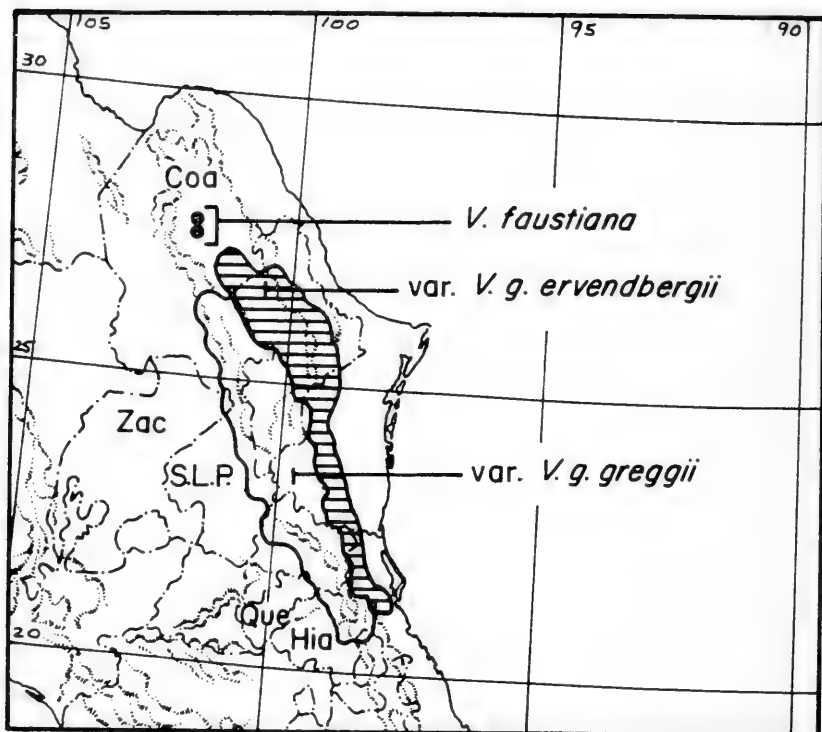 105
100
95
90
30
Coa
V. faustiana
var. V. g. ervendbergii
25
Zac
S.L.P.
var. V. g. greggii
Que
Hia
20